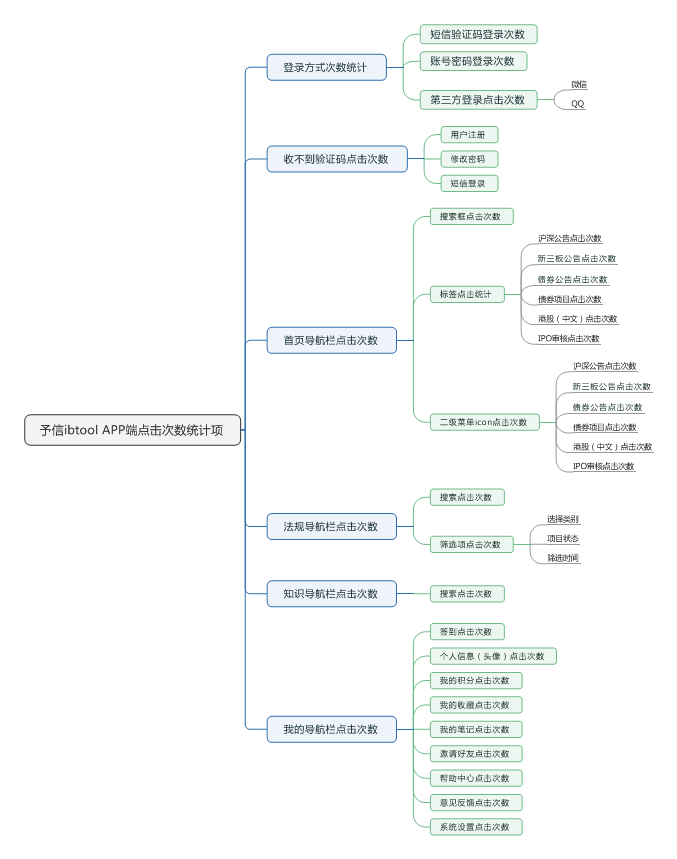 予信ibtool APP端点击次数统计项
登录方式次数统计
短信验证码登录次数
账号密码登录次数
第三方登录点击次数
微信
QQ
收不到验证码点击次数
用户注册
修改密码
短信登录
首页导航栏点击次数
搜索框点击次数
标签点击统计
沪深公告点击次数
新三板公告点击次数
债券公告点击次数
债券项目点击次数
港股（中文）点击次数
IPO审核点击次数
二级菜单icon点击次数
沪深公告点击次数
新三板公告点击次数
债券公告点击次数
债券项目点击次数
港股（中文）点击次数
IPO审核点击次数
法规导航栏点击次数
搜索点击次数
筛选项点击次数
选择类别
项目状态
筛选时间
知识导航栏点击次数
搜索点击次数
我的导航栏点击次数
签到点击次数
个人信息（头像）点击次数
我的积分点击次数
我的收藏点击次数
我的笔记点击次数
邀请好友点击次数
帮助中心点击次数
意见反馈点击次数
系统设置点击次数